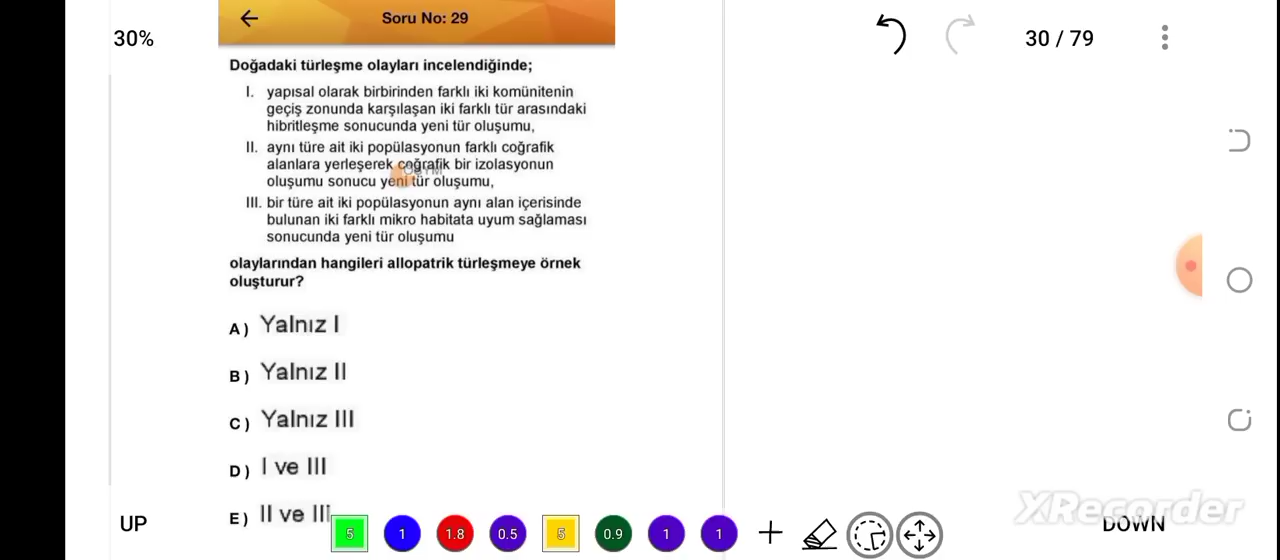 Soru No: 29
30%
30 / 79
Doğadaki türleşme olayları incelendiğinde;
I. yapısal olarak birbirinden farklı iki komünitenin
geçiş zonunda karşılaşan iki farklı tür arasındaki
hibritleşme sonucunda yeni tür oluşumu,
II. aynı türe ait iki popülasyonun farklı coğrafik
alanlara yerleşerek coğrafik bir izolasyonun
oluşumu sonucu yeni tür oluşumu,
III. bir türe ait iki popülasyonun aynı alan içerisinde
bulunan iki farklı mikro habitata uyum sağlaması
sonucunda yeni tür oluşumu
olaylarından hangileri allopatrik türleşmeye örnek
oluşturur?
A) Yalnız I
B) Yalnız II
C) Yalnız III
D) I ve III
E) II ve III
UP
5 1 1.8 0.5 5 0.9 1 1
XRecorder
DOWN